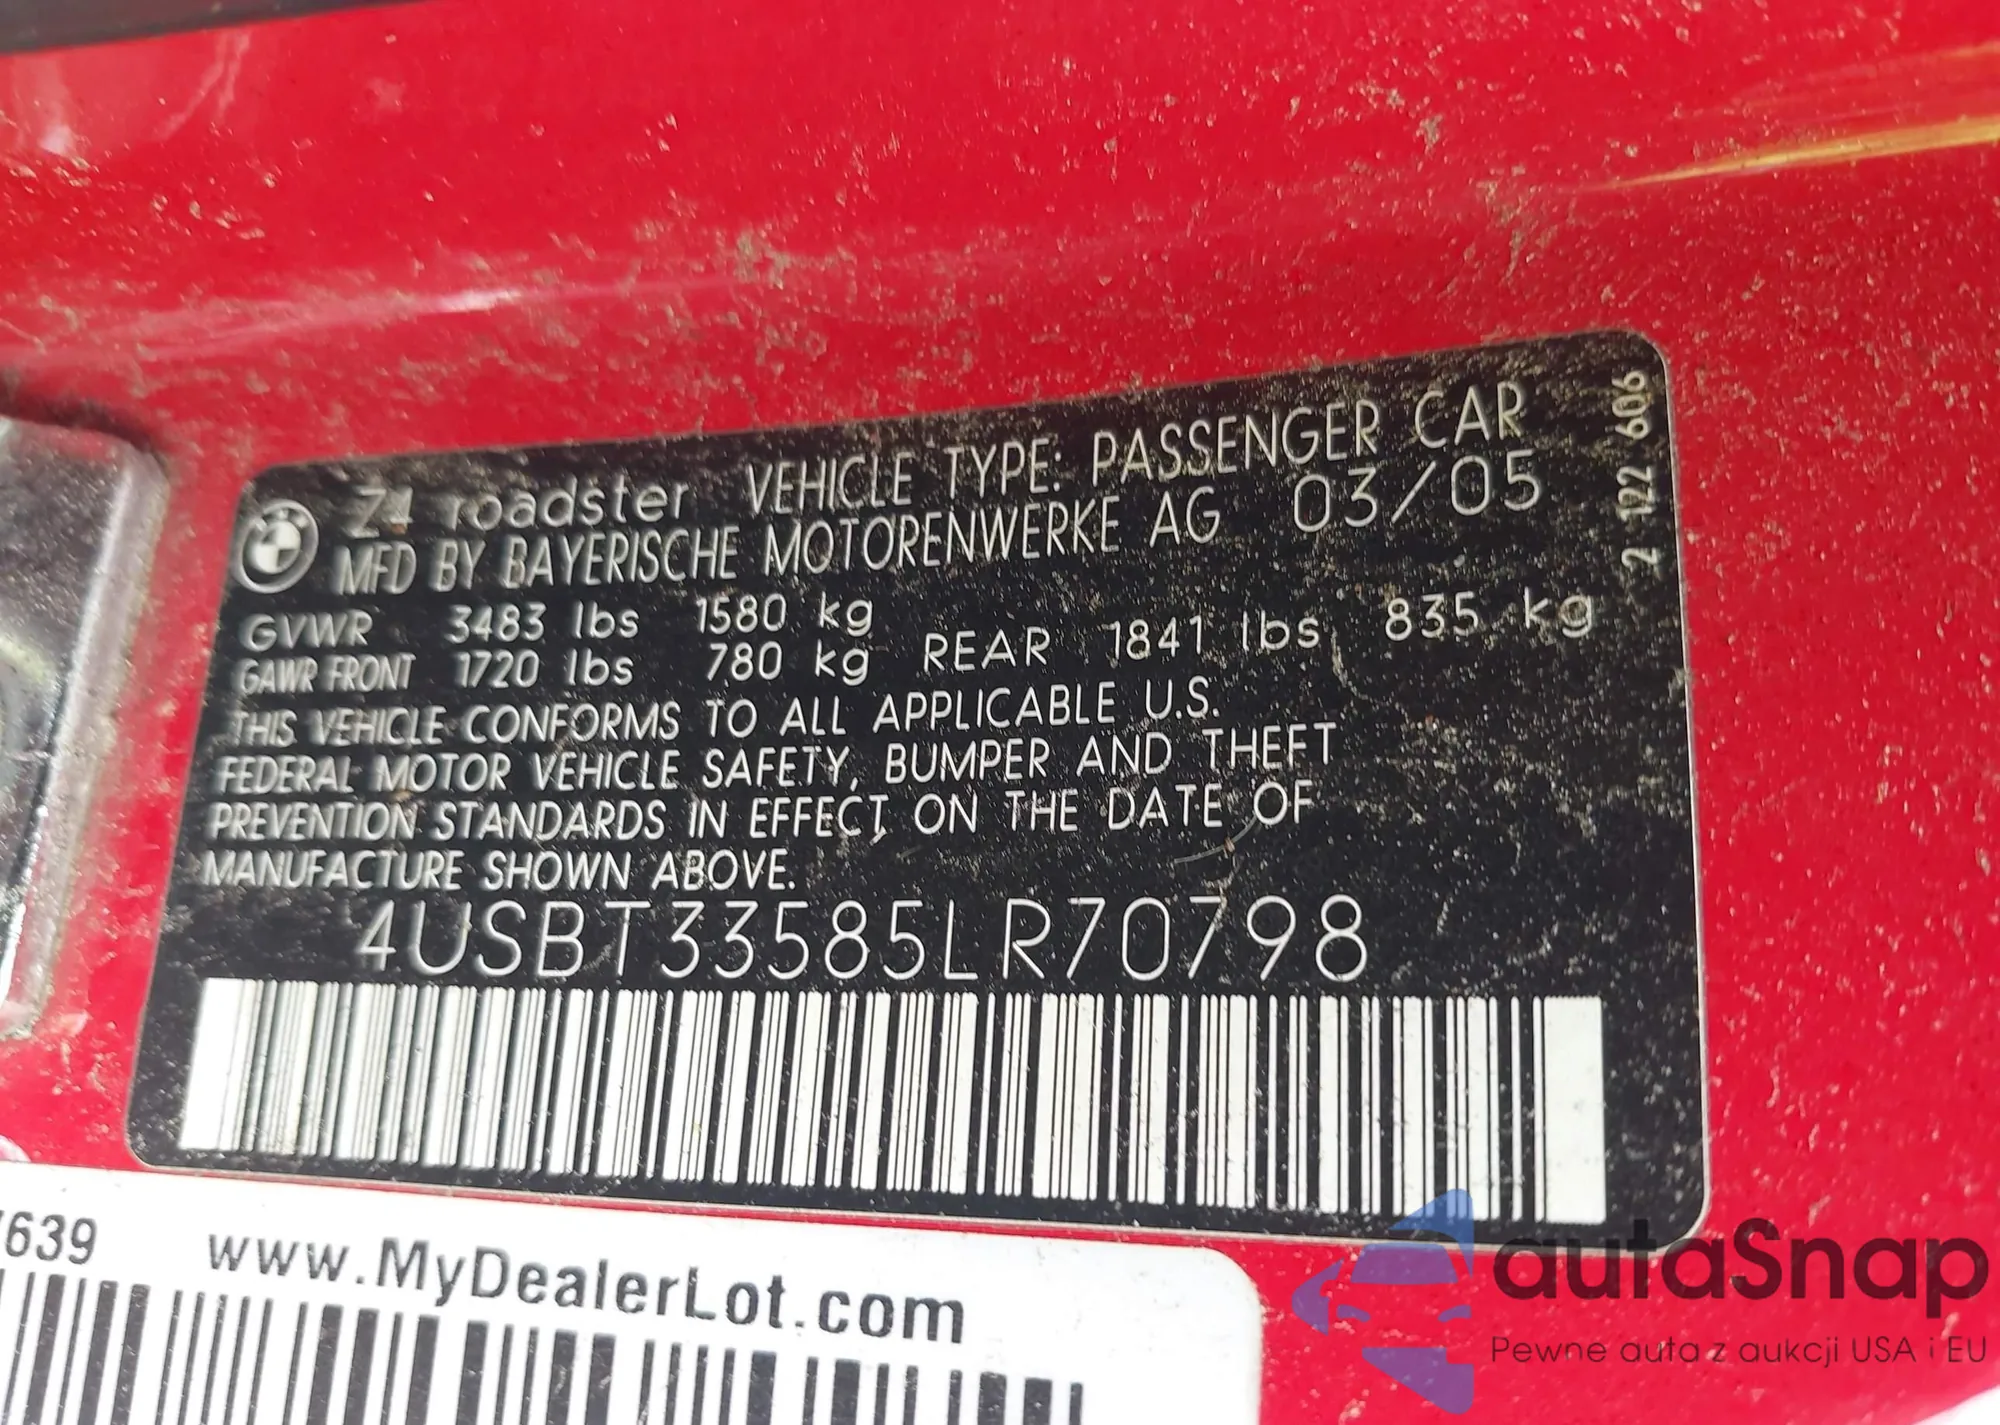 Z4 roadster VEHICLE TYPE: PASSENGER CAR
MFD BY BAYERISCHE MOTORENWERKE AG 03/05
2 122 606
GVWR 3483 lbs 1580 kg
GAWR FRONT 1720 lbs 780 kg REAR 1841 lbs 835 kg
THIS VEHICLE CONFORMS TO ALL APPLICABLE U.S.
FEDERAL MOTOR VEHICLE SAFETY, BUMPER AND THEFT
PREVENTION STANDARDS IN EFFECT ON THE DATE OF
MANUFACTURE SHOWN ABOVE.
4USBT33585LR70798
7639 www.MyDealerLot.com
autaSnap
Pewne auta z aukcji USA i EU